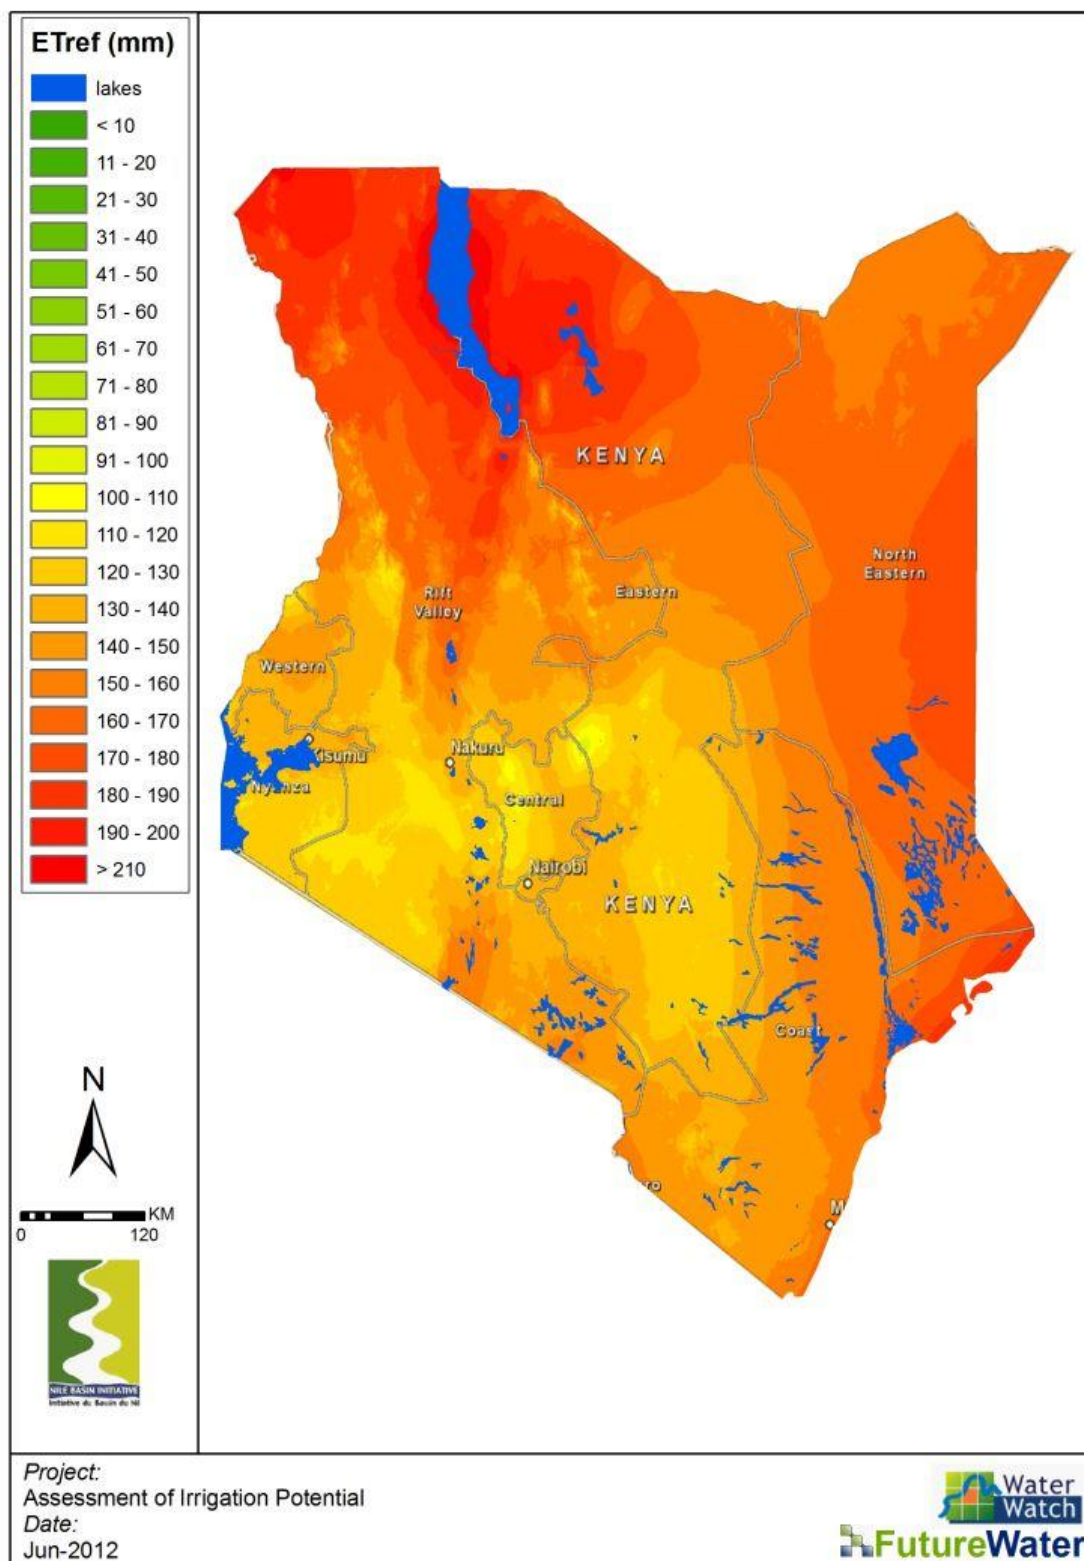 ETref (mm)
lakes
< 10
11 - 20
21 - 30
31 - 40
41 - 50
51 - 60
61 - 70
71 - 80
81 - 90
91 - 100
100 - 110
110 - 120
120 - 130
130 - 140
140 - 150
150 - 160
160 - 170
170 - 180
180 - 190
190 - 200
> 210
KENYA
North
Eastern
Rift
Valley
Eastern
Western
Kisumu
Nakuru
Nyanza
Central
Nairobi
KENYA
Coast
ro
M
N
KM
0
120
NILE BASIN INITIATIVE
Initiative du Bassin du Nil
Project:
Assessment of Irrigation Potential
Date:
Jun-2012
Water
Watch
FutureWater